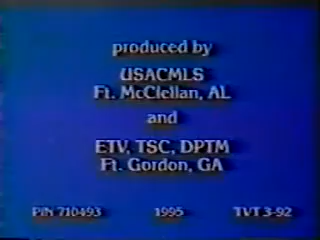 produced by
USACMLS
Ft. McClellan, AL
and
ETV, TSC, DPTM
Ft. Gordon, GA
PIN 710493 1995 TVT 3-92